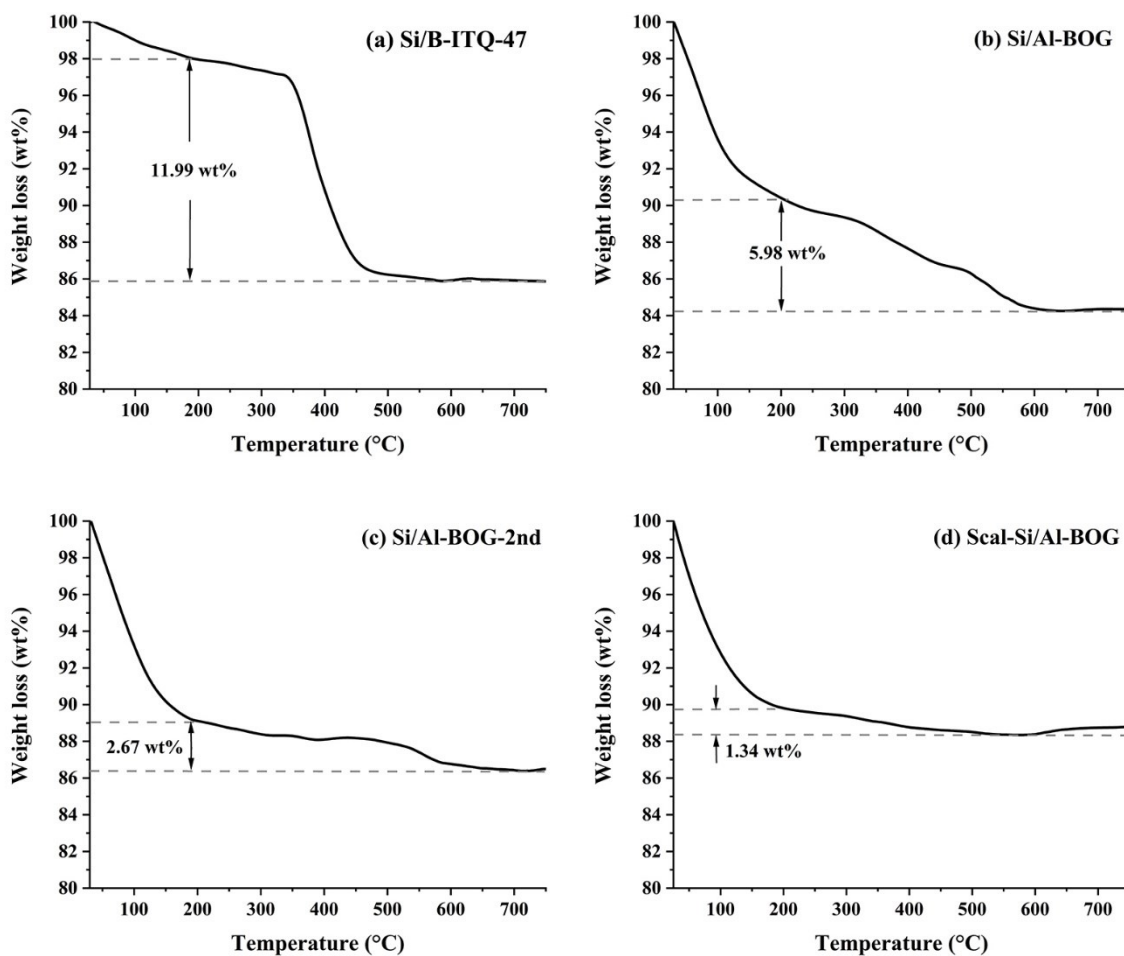 (a) Si/B-ITQ-47
Weight loss (wt%)
100
98
96
94
92
90
88
86
84
82
80
11.99 wt%
100 200 300 400 500 600 700
Temperature (°C)
(b) Si/Al-BOG
Weight loss (wt%)
100
98
96
94
92
90
88
86
84
82
80
5.98 wt%
100 200 300 400 500 600 700
Temperature (°C)
(c) Si/Al-BOG-2nd
Weight loss (wt%)
100
98
96
94
92
90
88
86
84
82
80
2.67 wt%
100 200 300 400 500 600 700
Temperature (°C)
(d) Scal-Si/Al-BOG
Weight loss (wt%)
100
98
96
94
92
90
88
86
84
82
80
1.34 wt%
100 200 300 400 500 600 700
Temperature (°C)